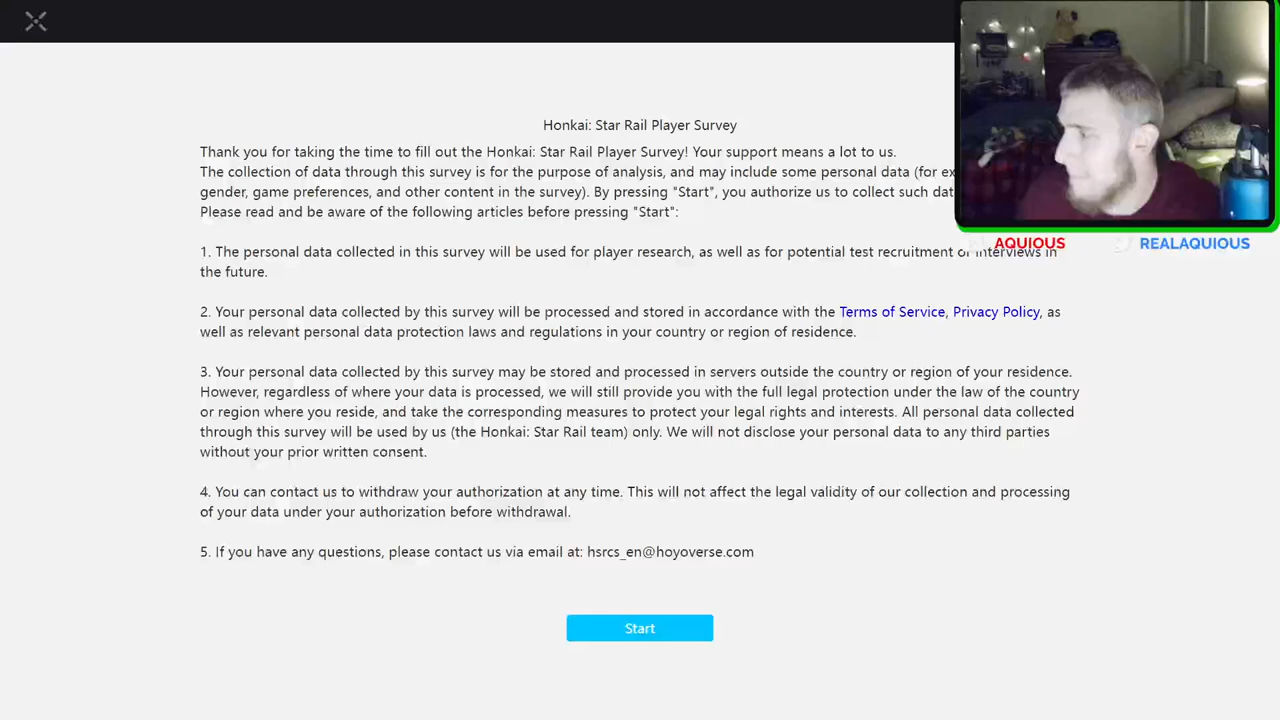 Honkai: Star Rail Player Survey
Thank you for taking the time to fill out the Honkai: Star Rail Player Survey! Your support means a lot to us.
The collection of data through this survey is for the purpose of analysis, and may include some personal data (for
gender, game preferences, and other content in the survey). By pressing "Start", you authorize us to collect such
Please read and be aware of the following articles before pressing "Start":
AQUIOUS
REALAQUIOUS
1. The personal data collected in this survey will be used for player research, as well as for potential test recruitment or interviews in
the future.
2. Your personal data collected by this survey will be processed and stored in accordance with the Terms of Service, Privacy Policy, as
well as relevant personal data protection laws and regulations in your country or region of residence.
3. Your personal data collected by this survey may be stored and processed in servers outside the country or region of your residence.
However, regardless of where your data is processed, we will still provide you with the full legal protection under the law of the country
or region where you reside, and take the corresponding measures to protect your legal rights and interests. All personal data collected
through this survey will be used by us (the Honkai: Star Rail team) only. We will not disclose your personal data to any third parties
without your prior written consent.
4. You can contact us to withdraw your authorization at any time. This will not affect the legal validity of our collection and processing
of your data under your authorization before withdrawal.
5. If you have any questions, please contact us via email at: hsrcs_en@hoyoverse.com
Start